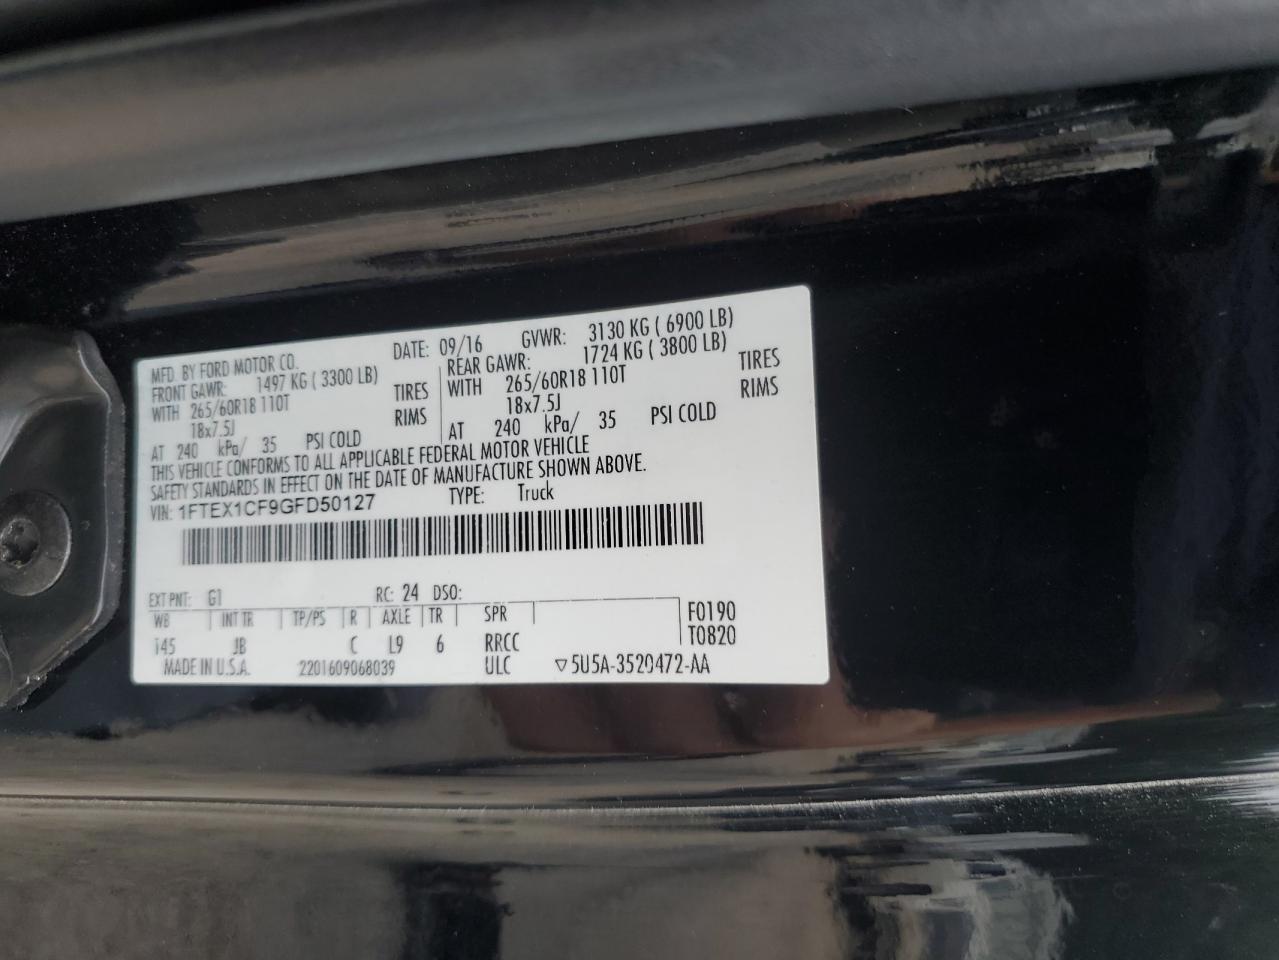 MFD. BY FORD MOTOR CO. DATE: 09/16 GVWR: 3130 KG ( 6900 LB)
FRONT GAWR: 1497 KG ( 3300 LB) REAR GAWR: 1724 KG ( 3800 LB)
WITH 265/60R18 110T TIRES WITH 265/60R18 110T TIRES
18x7.5J RIMS 18x7.5J RIMS
AT 240 kPa/ 35 PSI COLD AT 240 kPa/ 35 PSI COLD
THIS VEHICLE CONFORMS TO ALL APPLICABLE FEDERAL MOTOR VEHICLE
SAFETY STANDARDS IN EFFECT ON THE DATE OF MANUFACTURE SHOWN ABOVE.
VIN: 1FTEX1CF9GFD50127 TYPE: Truck
EXT PNT: G1 RC: 24 DSO:
WB INT TR TP/PS R AXLE TR SPR F0190
145 JB C L9 6 RRCC T0820
MADE IN U.S.A. 2201609068039 ULC ▽5U5A-3520472-AA